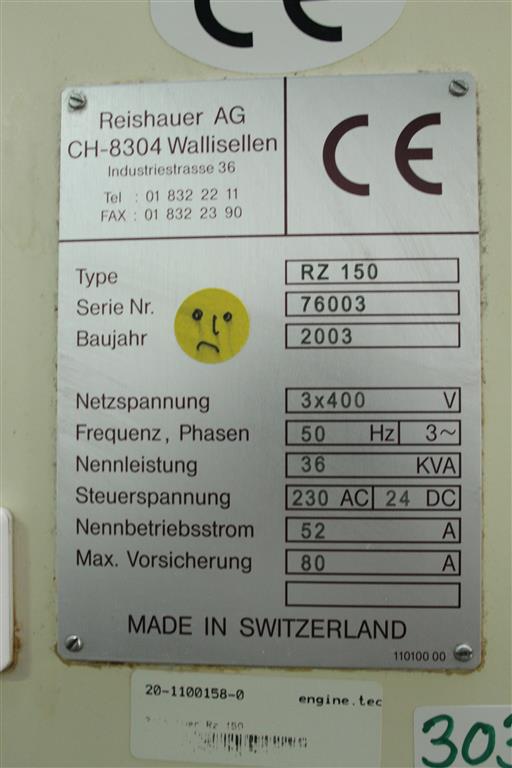 CE
Reishauer AG
CH-8304 Wallisellen
Industriestrasse 36
Tel : 01 832 22 11
FAX : 01 832 23 90
CE
Type RZ 150
Serie Nr. 76003
Baujahr 2003
Netzspannung 3x400 V
Frequenz, Phasen 50 Hz 3~
Nennleistung 36 KVA
Steuerspannung 230 AC 24 DC
Nennbetriebsstrom 52 A
Max. Vorsicherung 80 A
MADE IN SWITZERLAND
110100 00
20-1100158-0 engine.tec
Rz 150
303